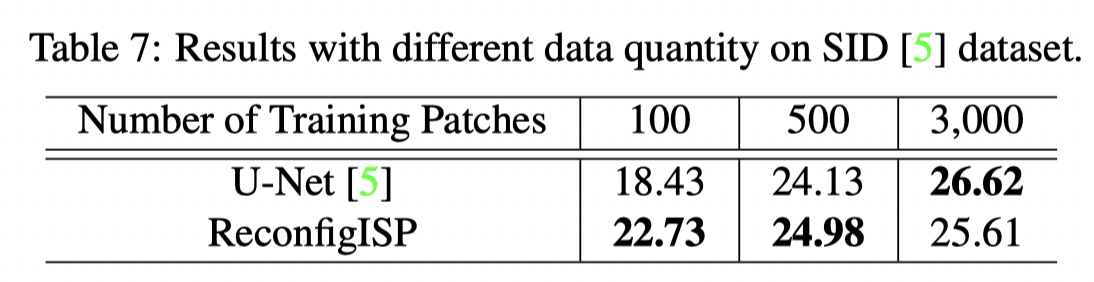 Table 7: Results with different data quantity on SID [5] dataset.
Number of Training Patches 100 500 3,000
U-Net [5] 18.43 24.13 26.62
ReconfigISP 22.73 24.98 25.61